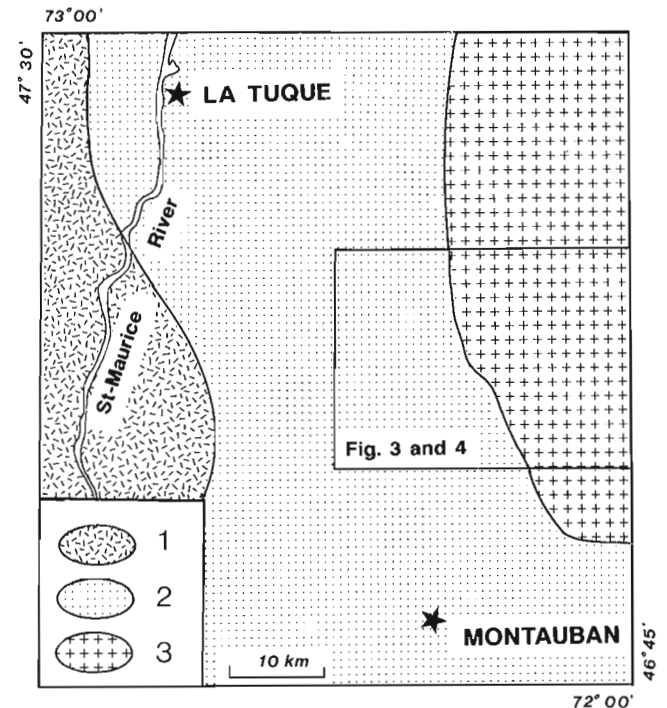 73°00'
47°30'
LA TUQUE
River
St-Maurice
Fig. 3 and 4
1
2
3
10 km
MONTAUBAN
46°45'
72°00'